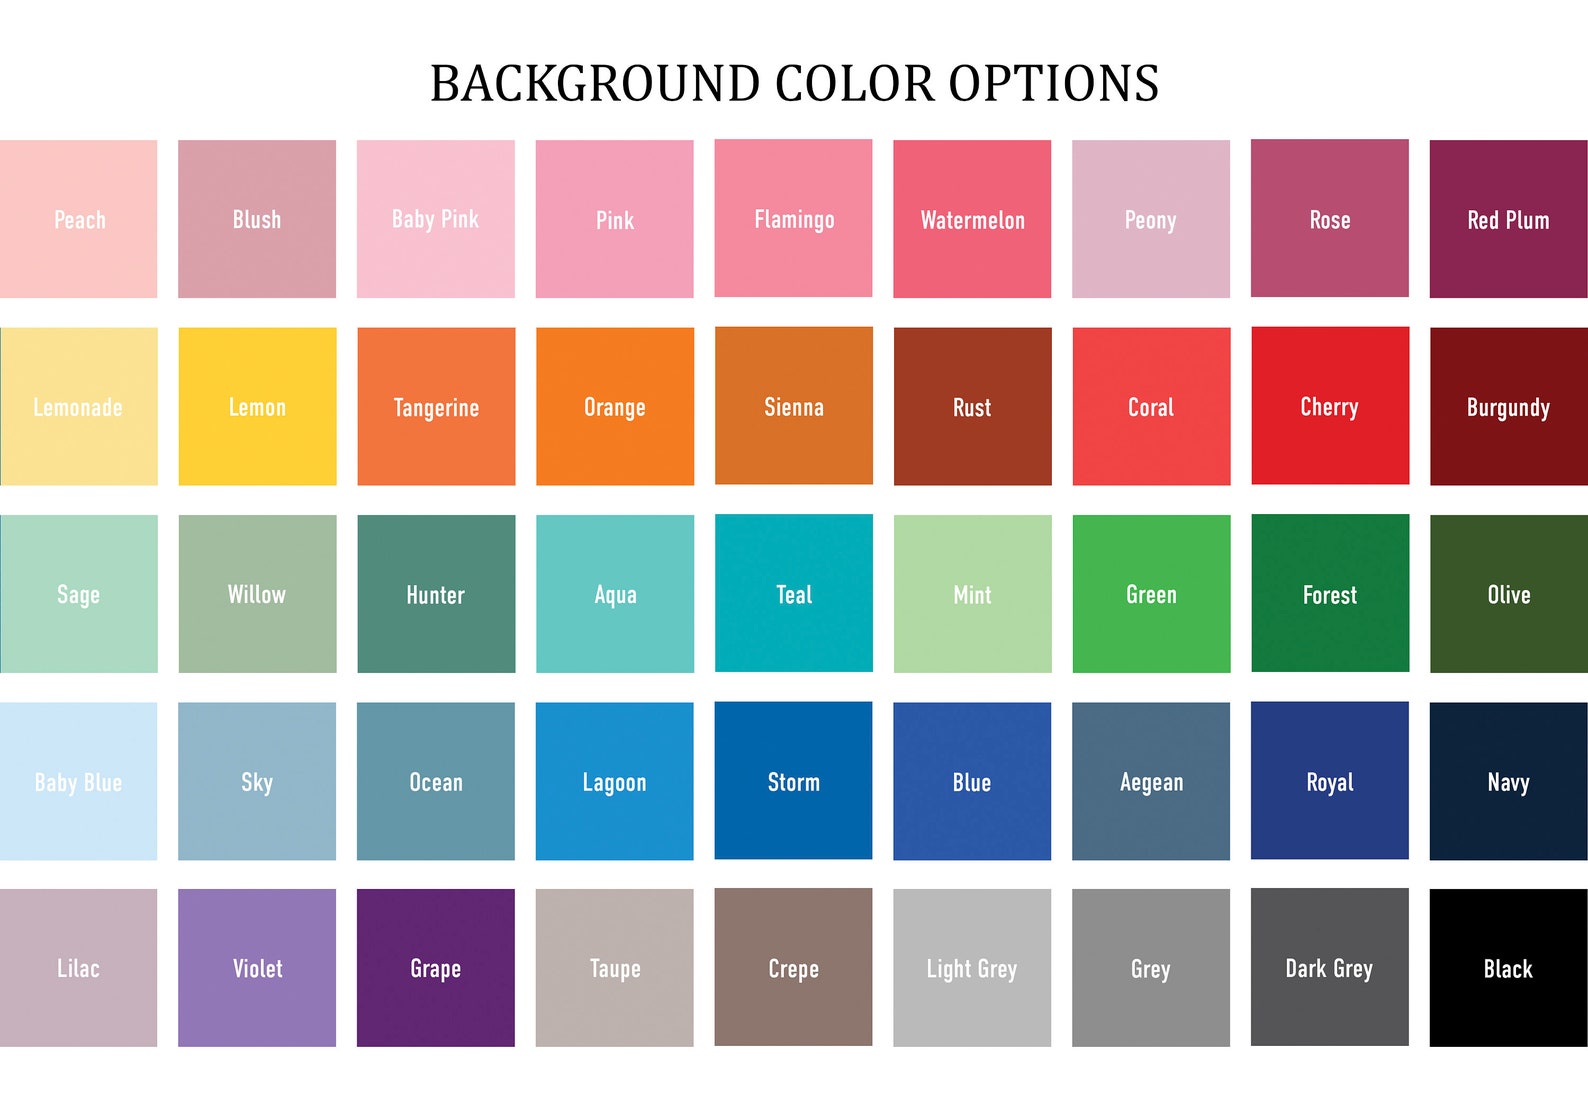 BACKGROUND COLOR OPTIONS
Peach
Blush
Baby Pink
Pink
Flamingo
Watermelon
Peony
Rose
Red Plum
Lemonade
Lemon
Tangerine
Orange
Sienna
Rust
Coral
Cherry
Burgundy
Sage
Willow
Hunter
Aqua
Teal
Mint
Green
Forest
Olive
Baby Blue
Sky
Ocean
Lagoon
Storm
Blue
Aegean
Royal
Navy
Lilac
Violet
Grape
Taupe
Crepe
Light Grey
Grey
Dark Grey
Black